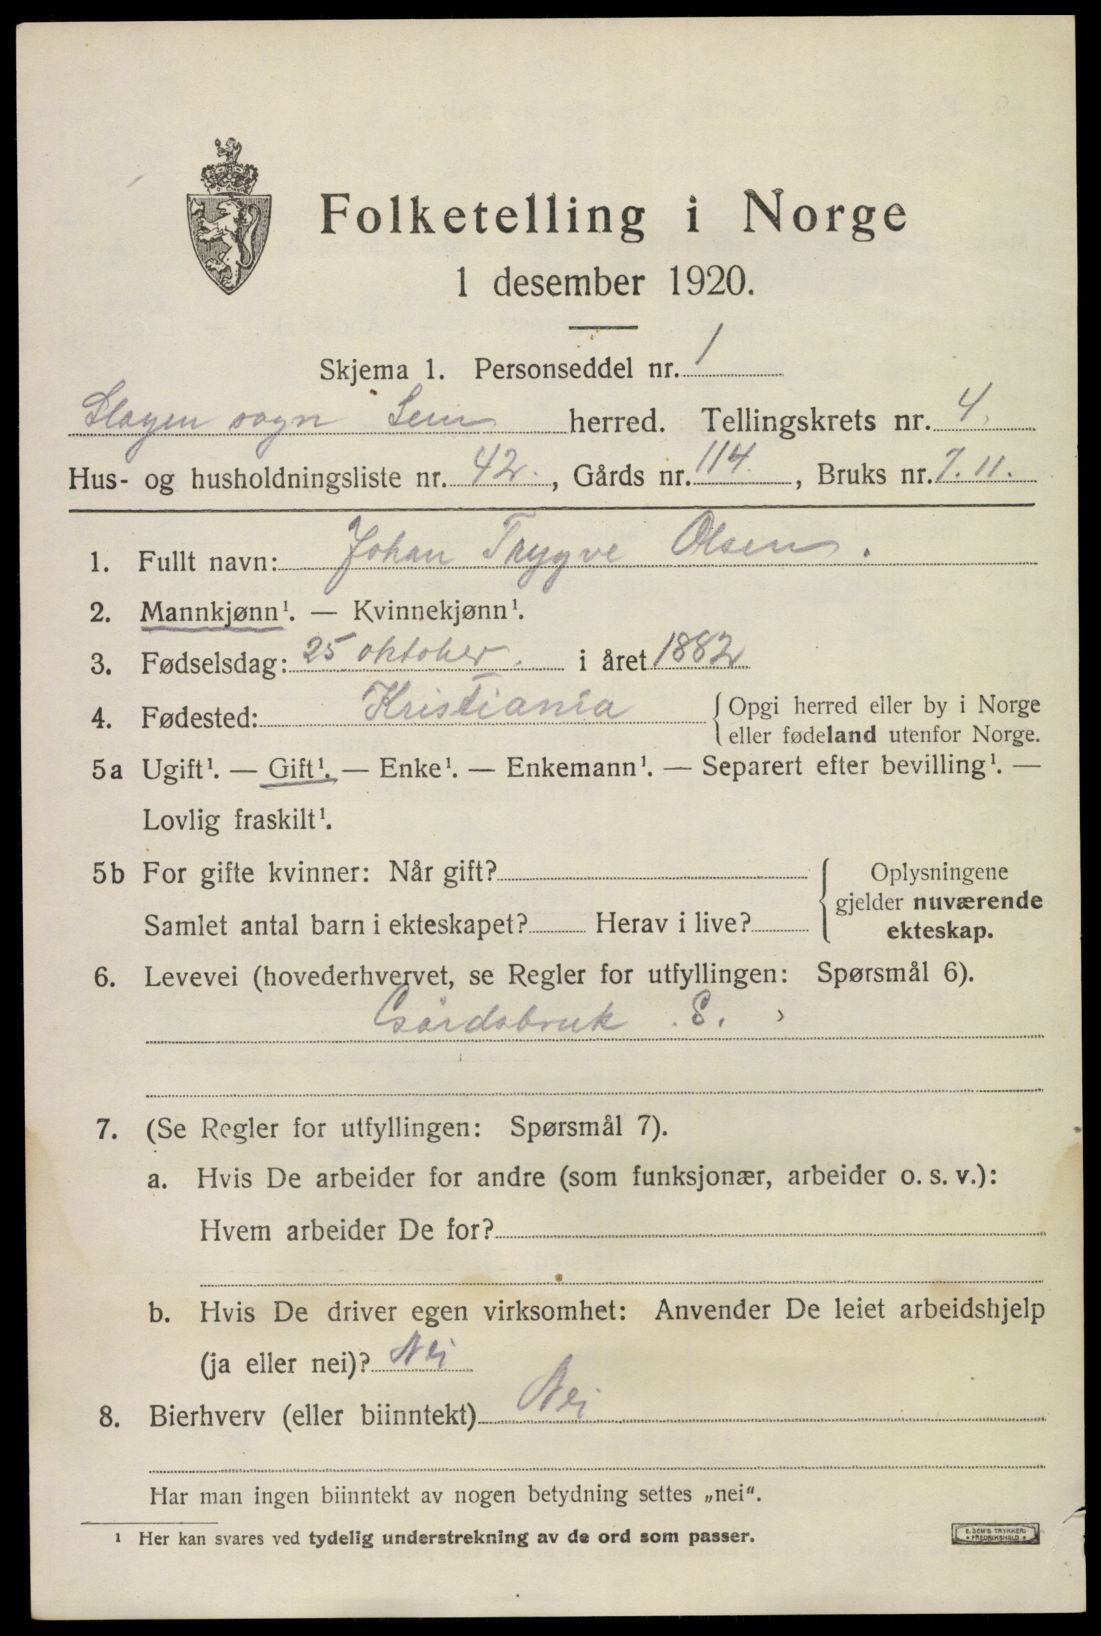 Folketelling i Norge
1 desember 1920.
Skjema 1. Personseddel nr. 1
Slagen sogn Sem herred. Tellingskrets nr. 4.
Hus- og husholdningsliste nr. 42., Gårds nr. 114., Bruks nr. 7.11.
1. Fullt navn: Johan Trygve Olsen.
2. Mannkjønn¹. — Kvinnekjønn¹.
3. Fødselsdag: 25 oktober. i året 1882
4. Fødested: Kristiania {Opgi herred eller by i Norge
eller fødeland utenfor Norge.
5a Ugift¹. — Gift¹. — Enke¹. — Enkemann¹. — Separert efter bevilling¹. —
Lovlig fraskilt¹.
5b For gifte kvinner: Når gift?
Samlet antal barn i ekteskapet? Herav i live?
{Oplysningene
gjelder nuværende
ekteskap.
6. Levevei (hovederhvervet, se Regler for utfyllingen: Spørsmål 6).
Gårdsbruk S.
7. (Se Regler for utfyllingen: Spørsmål 7).
a. Hvis De arbeider for andre (som funksjonær, arbeider o. s. v.):
Hvem arbeider De for?
b. Hvis De driver egen virksomhet: Anvender De leiet arbeidshjelp
(ja eller nei)? Nei
8. Bierhverv (eller biinntekt) Nei
Har man ingen biinntekt av nogen betydning settes „nei“.
¹ Her kan svares ved tydelig understrekning av de ord som passer.
E. SEM'S TRYKKERI
• FREDRIKSHALD •